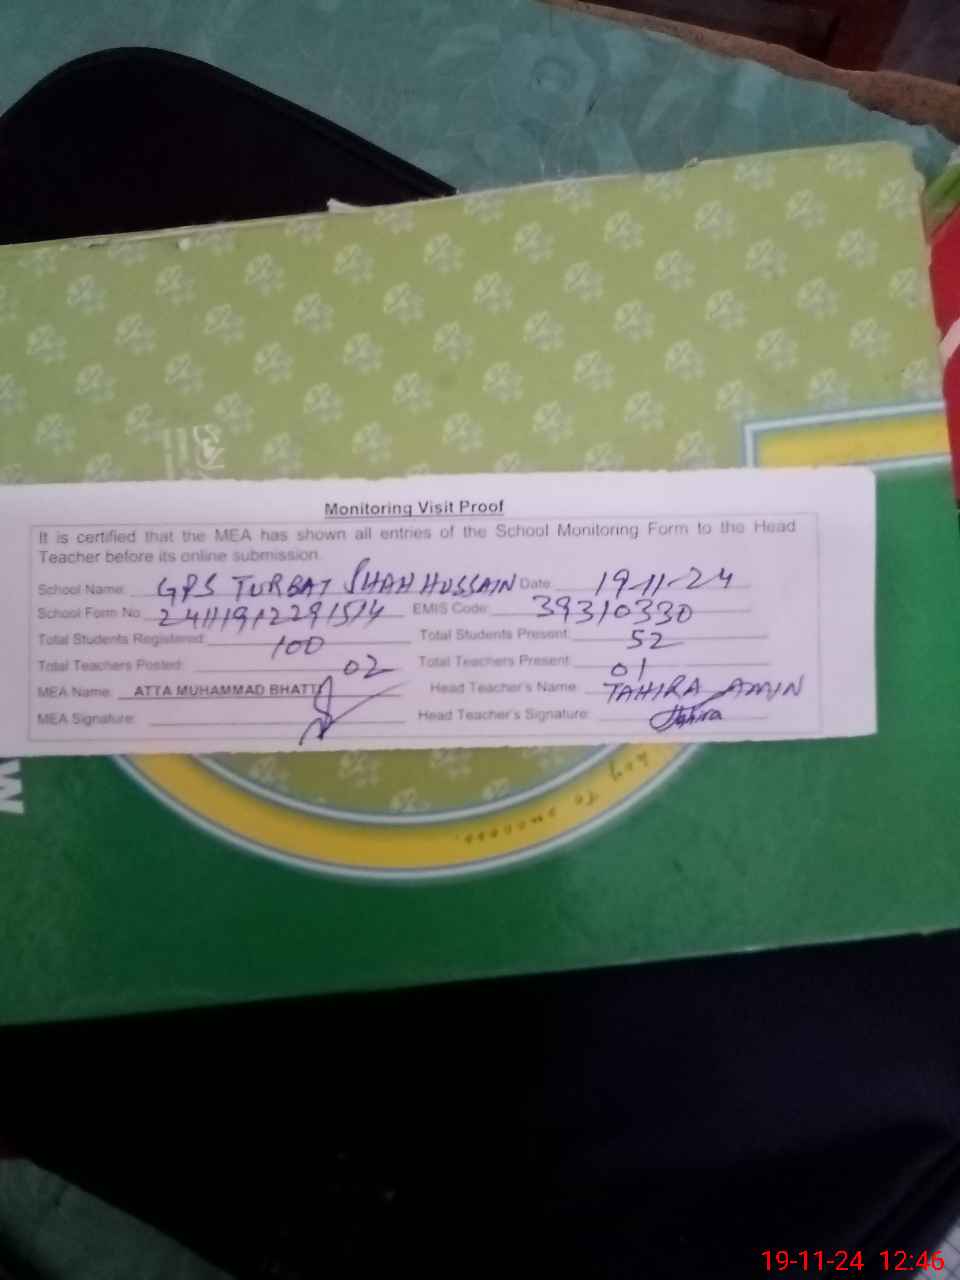 Monitoring Visit Proof
It is certified that the MEA has shown all entries of the School Monitoring Form to the Head
Teacher before its online submission.
School Name: GPS TURBAT SHAH HUSSAIN Date 19-11-24
School Form No. 24111912291514 EMIS Code: 39310330
Total Students Registered: 100 Total Students Present: 52
Total Teachers Posted: 02 Total Teachers Present: 01
MEA Name: ATTA MUHAMMAD BHATTI Head Teacher's Name: TAHIRA AMIN
MEA Signature: Head Teacher's Signature: Tahira
19-11-24 12:46